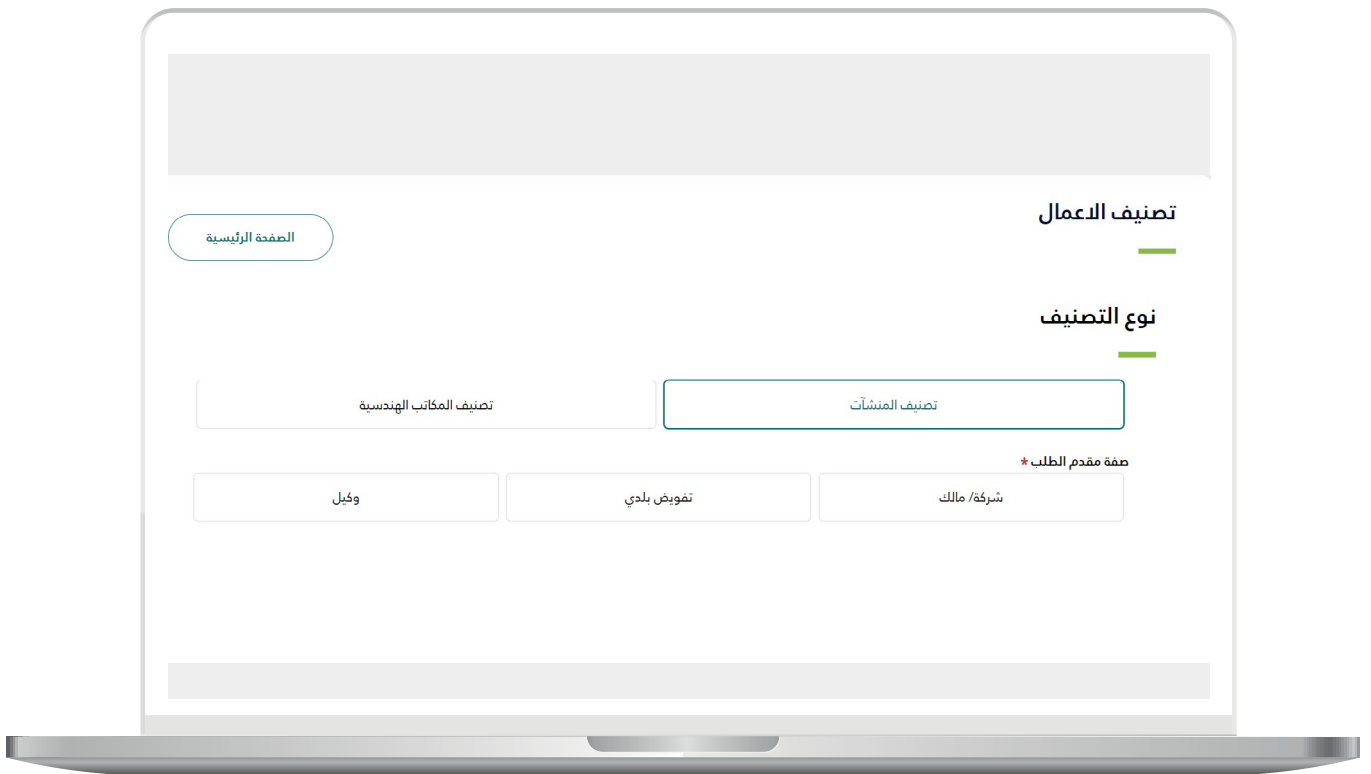 تصنيف الاعمال
الصفحة الرئيسية
نوع التصنيف
تصنيف المنشآت
تصنيف المكاتب الهندسية
صفة مقدم الطلب *
شركة/ مالك
تفويض بلدي
وكيل